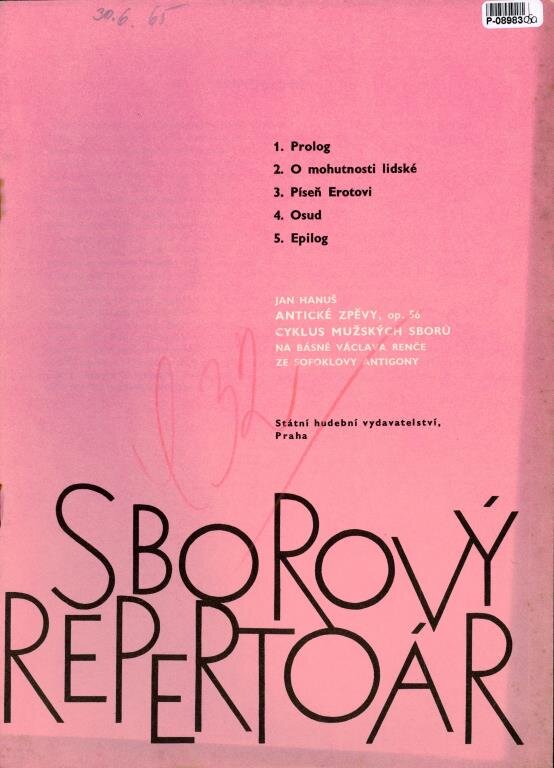 30. 6. 65
P-0898300
1. Prolog
2. O mohutnosti lidské
3. Píseň Erotovi
4. Osud
5. Epilog
JAN HANUŠ
ANTICKÉ ZPĚVY, op. 56
CYKLUS MUŽSKÝCH SBORŮ
NA BÁSNĚ VÁCLAVA RENČE
ZE SOFOKLOVY ANTIGONY
Státní hudební vydavatelství,
Praha
SBOROVÝ
REPERTOÁR